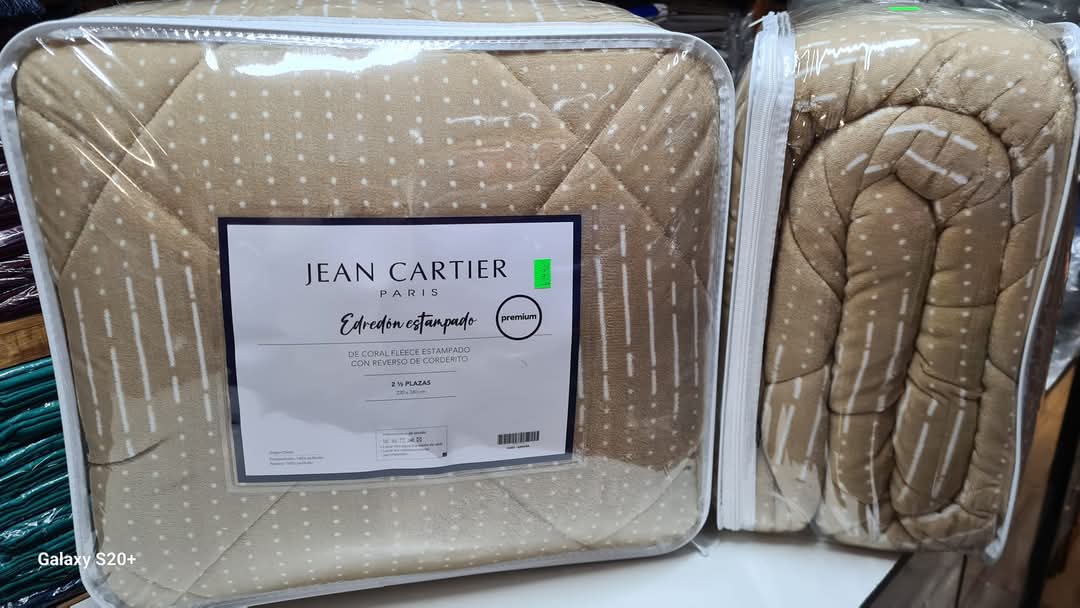 JEAN CARTIER
PARIS
Edredón estampado
premium
DE CORAL FLEECE ESTAMPADO
CON REVERSO DE CORDERITO
2 ½ PLAZAS
Galaxy S20+